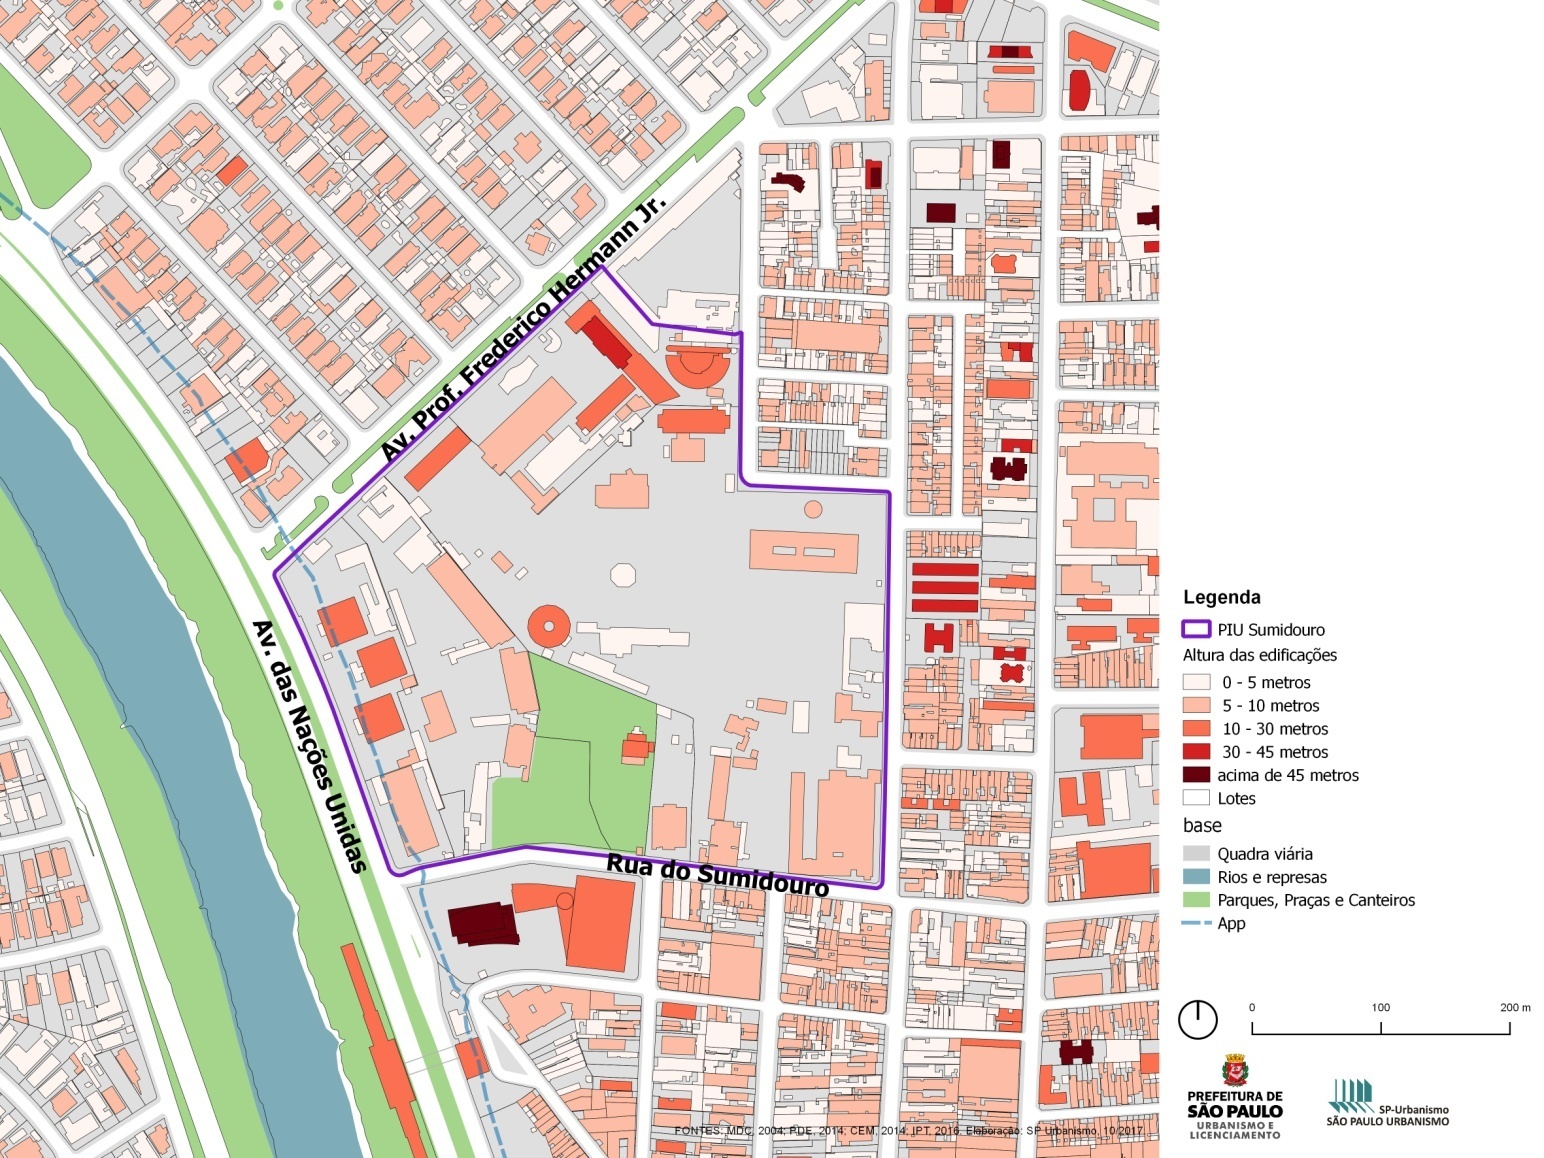 Av. Prof. Frederico Hermann Jr.
Av. das Nações Unidas
Rua do Sumidouro
Legenda
PIU Sumidouro
Altura das edificações
0 - 5 metros
5 - 10 metros
10 - 30 metros
30 - 45 metros
acima de 45 metros
Lotes
base
Quadra viária
Rios e represas
Parques, Praças e Canteiros
App
0 100 200 m
PREFEITURA DE
SÃO PAULO
URBANISMO E
LICENCIAMENTO
SP-Urbanismo
SÃO PAULO URBANISMO
FONTES: MDC, 2004; PDE, 2014; CEM, 2014; JPT, 2016. Elaboração: SP Urbanismo, 10/2017